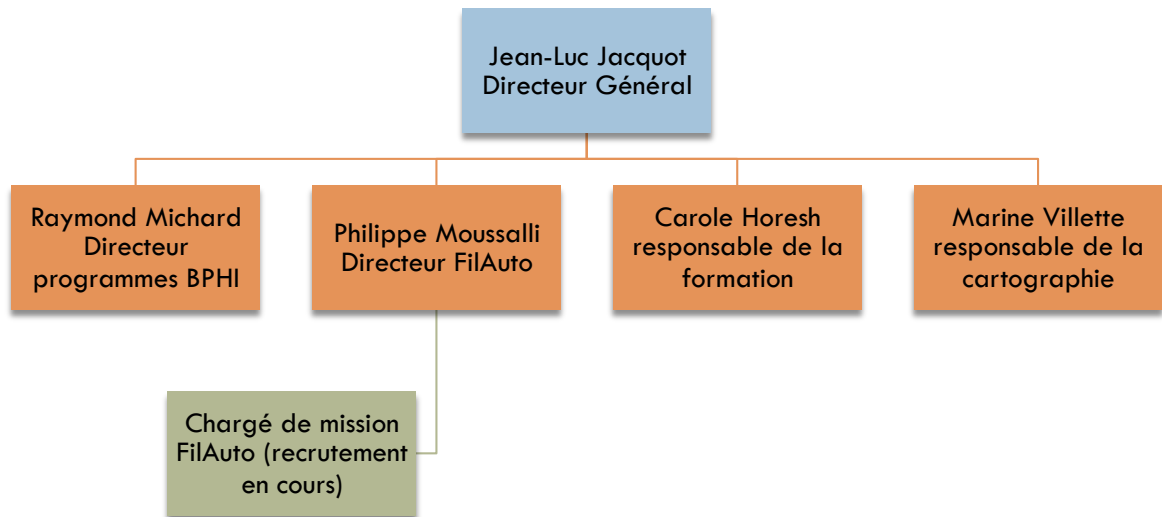 Jean-Luc Jacquot
Directeur Général
Raymond Michard
Directeur
programmes BPHI
Philippe Moussalli
Directeur FilAuto
Carole Horesh
responsable de la
formation
Marine Villette
responsable de la
cartographie
Chargé de mission
FilAuto (recrutement
en cours)